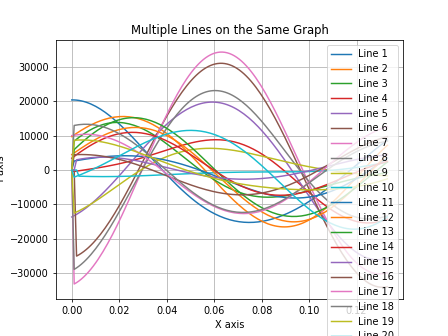 Multiple Lines on the Same Graph
30000
20000
10000
0
−10000
−20000
−30000
0.00
0.02
0.04
0.06
0.08
0.10
X axis
Line 1
Line 2
Line 3
Line 4
Line 5
Line 6
Line 7
Line 8
Line 9
Line 10
Line 11
Line 12
Line 13
Line 14
Line 15
Line 16
Line 17
Line 18
Line 19
Line 20